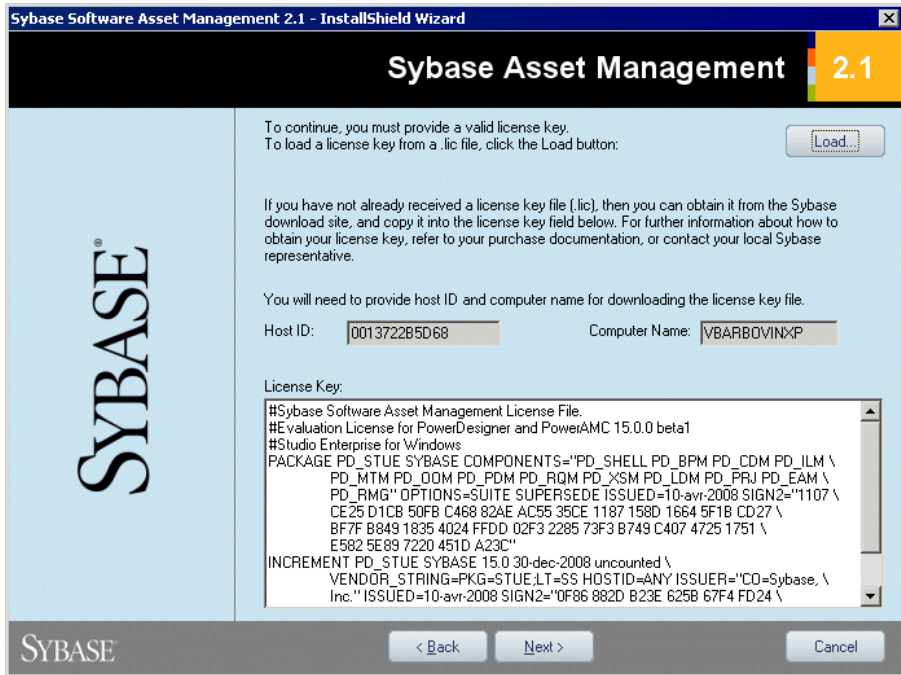 Sybase Software Asset Management 2.1 - InstallShield Wizard
Sybase Asset Management 2.1
To continue, you must provide a valid license key.
To load a license key from a .lic file, click the Load button:
Load...
If you have not already received a license key file (.lic), then you can obtain it from the Sybase
download site, and copy it into the license key field below. For further information about how to
obtain your license key, refer to your purchase documentation, or contact your local Sybase
representative.
You will need to provide host ID and computer name for downloading the license key file.
Host ID: 0013722B5D68 Computer Name: VBARBOVINXP
License Key:
#Sybase Software Asset Management License File.
#Evaluation License for PowerDesigner and PowerAMC 15.0.0 beta1
#Studio Enterprise for Windows
PACKAGE PD_STUE SYBASE COMPONENTS="PD_SHELL PD_BPM PD_CDM PD_ILM \
PD_MTM PD_OOM PD_PDM PD_RQM PD_XSM PD_LDM PD_PRJ PD_EAM \
PD_RMG" OPTIONS=SUITE SUPERSEDE ISSUED=10-avr-2008 SIGN2="1107 \
CE25 D1CB 50FB C468 82AE AC55 35CE 1187 158D 1664 5F1B CD27 \
BF7F B849 1835 4024 FFDD 02F3 2285 73F3 B749 C407 4725 1751 \
E582 5E89 7220 451D A23C"
INCREMENT PD_STUE SYBASE 15.0 30-dec-2008 uncounted \
VENDOR_STRING=PKG=STUE;LT=SS HOSTID=ANY ISSUER="CO=Sybase, \
Inc." ISSUED=10-avr-2008 SIGN2="0F86 882D B23E 625B 67F4 FD24 \
SYBASE®
SYBASE
< Back Next > Cancel